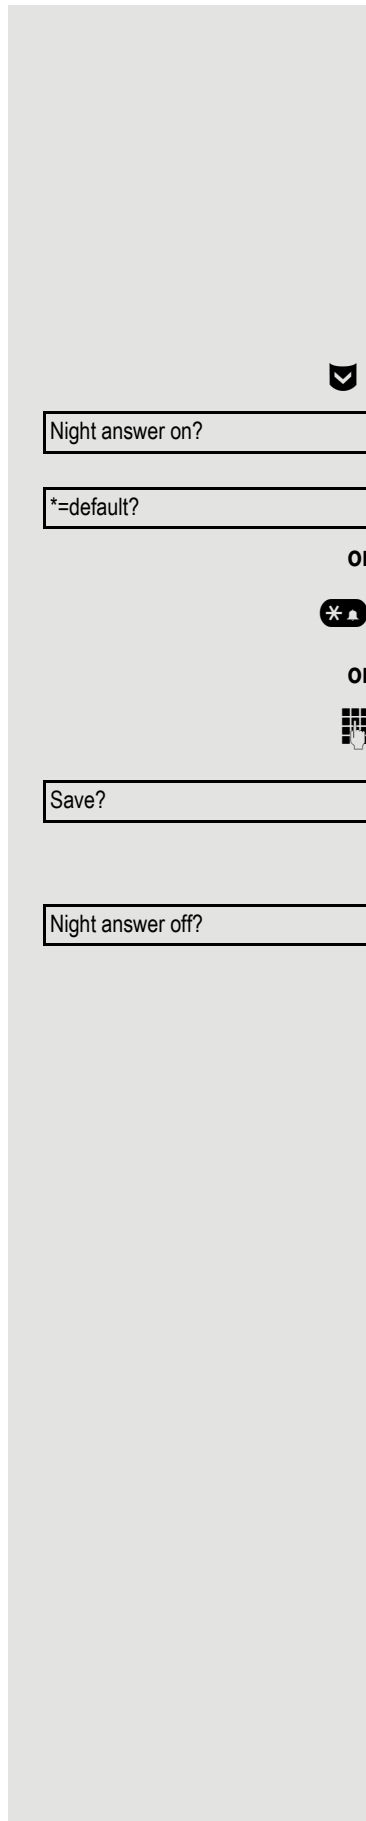 Night answer on?
*=default?
or
or
Save?
Night answer off?